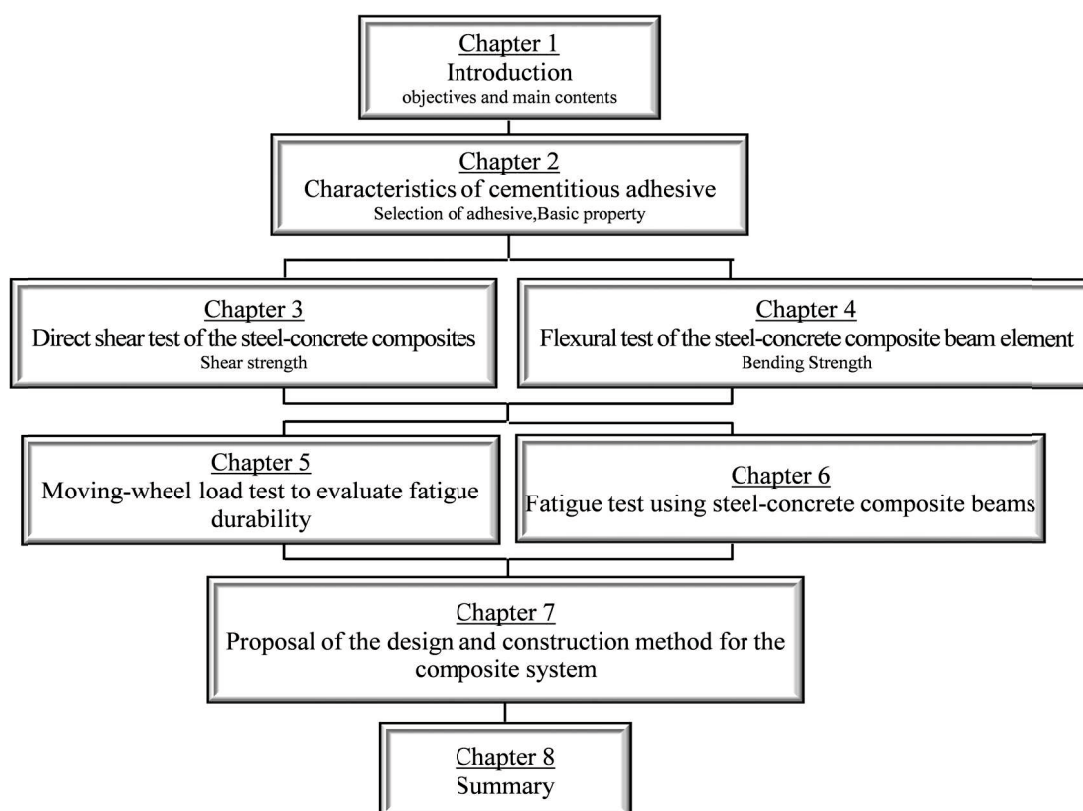 Chapter 1
Introduction
objectives and main contents
Chapter 2
Characteristics of cementitious adhesive
Selection of adhesive,Basic property
Chapter 3
Direct shear test of the steel-concrete composites
Shear strength
Chapter 4
Flexural test of the steel-concrete composite beam element
Bending Strength
Chapter 5
Moving-wheel load test to evaluate fatigue
durability)
Chapter 6
Fatigue test using steel-concrete composite beams
Chapter 7
Proposal of the design and construction method for the
composite system
Chapter 8
Summary